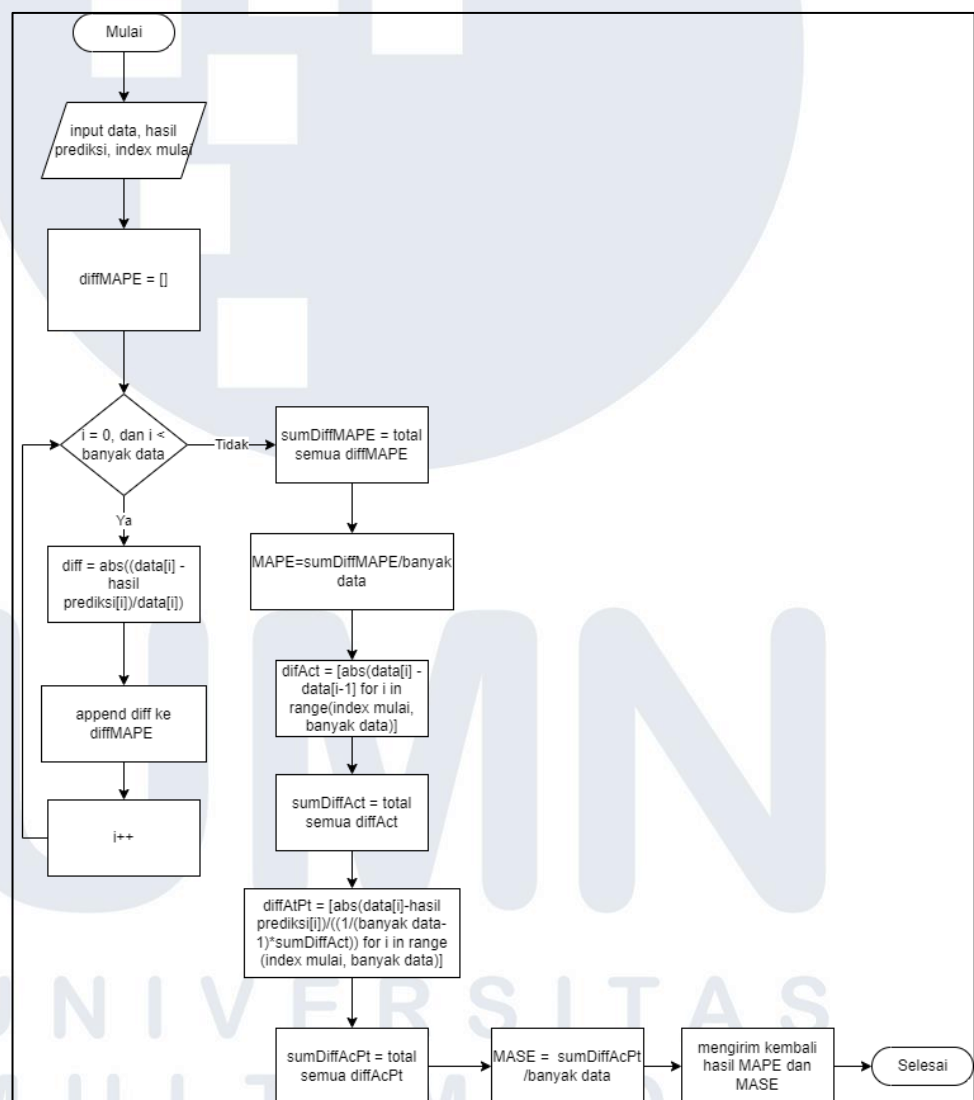 Mulai
input data, hasil
prediksi, index mulai
diffMAPE = []
i = 0, dan i <
banyak data
Tidak
Ya
diff = abs((data[i] -
hasil
prediksi[i])/data[i])
append diff ke
diffMAPE
i++
sumDiffMAPE = total
semua diffMAPE
MAPE=sumDiffMAPE/banyak
data
difAct = [abs(data[i] -
data[i-1] for i in
range(index mulai,
banyak data)]
sumDiffAct = total
semua diffAct
diffAtPt = [abs(data[i]-hasil
prediksi[i])/((1/(banyak data-
1)*sumDiffAct)) for i in range
(index mulai, banyak data)]
sumDiffAcPt = total
semua diffAcPt
MASE = sumDiffAcPt
/banyak data
mengirim kembali
hasil MAPE dan
MASE
Selesai
UMN
UNIVERSITAS